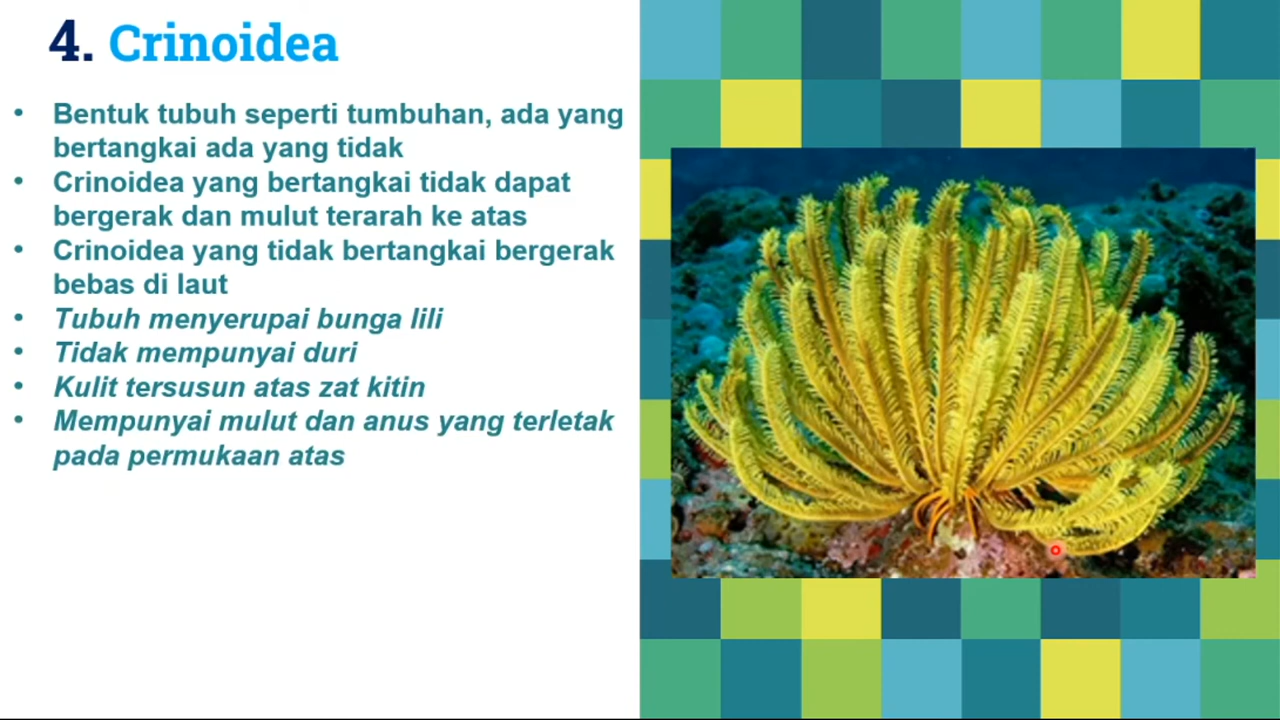 4. Crinoidea
• Bentuk tubuh seperti tumbuhan, ada yang
bertangkai ada yang tidak
• Crinoidea yang bertangkai tidak dapat
bergerak dan mulut terarah ke atas
• Crinoidea yang tidak bertangkai bergerak
bebas di laut
• Tubuh menyerupai bunga lili
• Tidak mempunyai duri
• Kulit tersusun atas zat kitin
• Mempunyai mulut dan anus yang terletak
pada permukaan atas